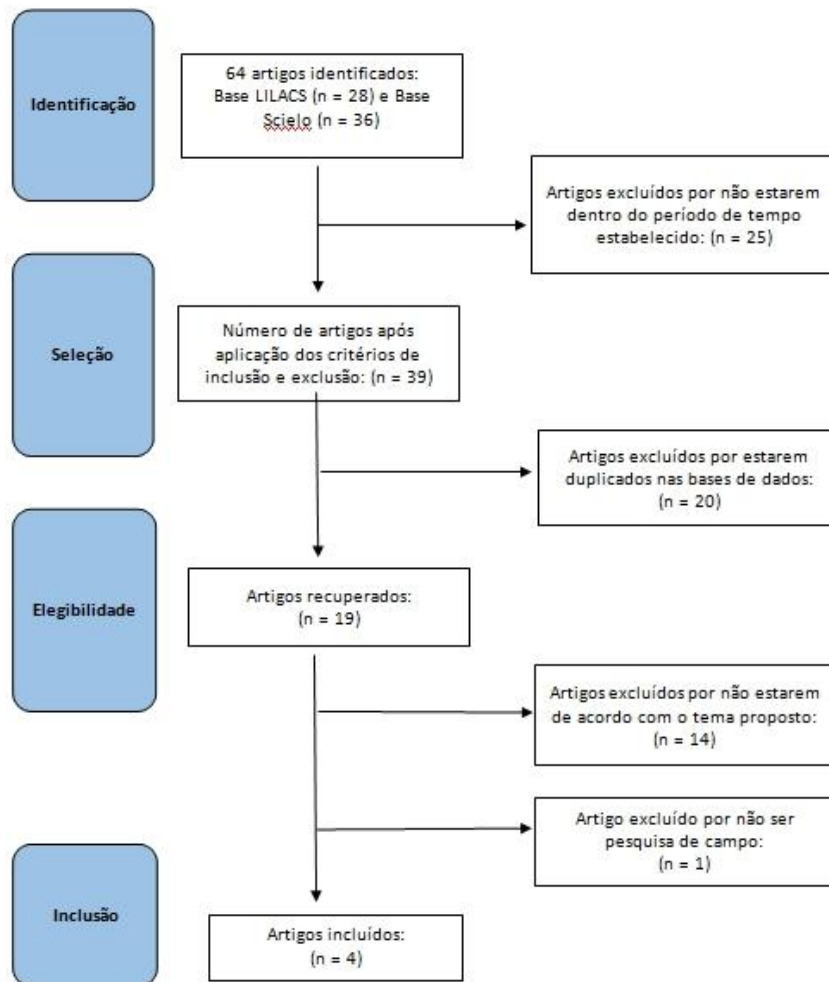 Identificação
64 artigos identificados:
Base LILACS (n = 28) e Base
Scielo (n = 36)
Artigos excluídos por não estarem
dentro do período de tempo
estabelecido: (n = 25)
Seleção
Número de artigos após
aplicação dos critérios de
inclusão e exclusão: (n = 39)
Artigos excluídos por estarem
duplicados nas bases de dados:
(n = 20)
Elegibilidade
Artigos recuperados:
(n = 19)
Artigos excluídos por não estarem
de acordo com o tema proposto:
(n = 14)
Artigo excluído por não ser
pesquisa de campo:
(n = 1)
Inclusão
Artigos incluídos:
(n = 4)